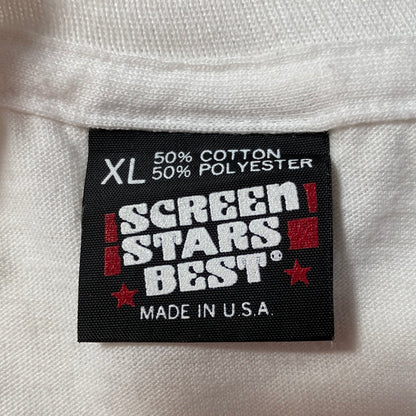 XL 50% COTTON
50% POLYESTER
SCREEN
STARS
BEST®
MADE IN U.S.A.